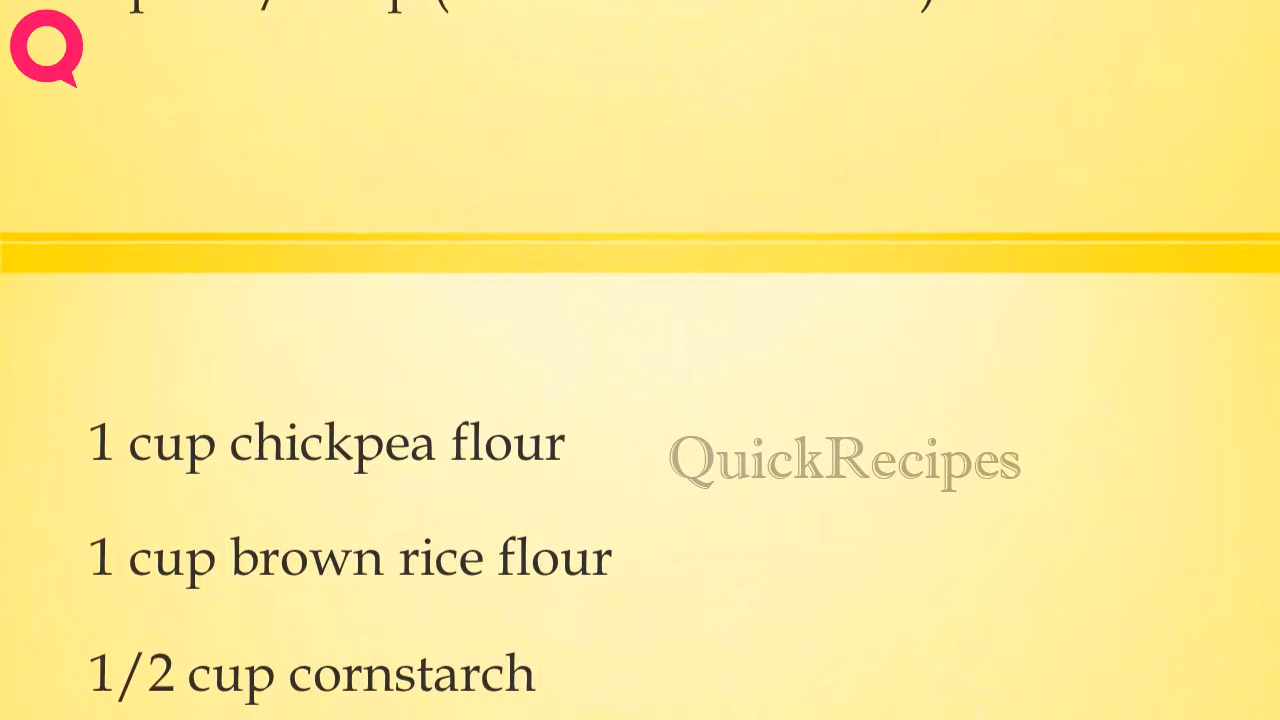 QuickRecipes
1 cup chickpea flour
1 cup brown rice flour
1/2 cup cornstarch